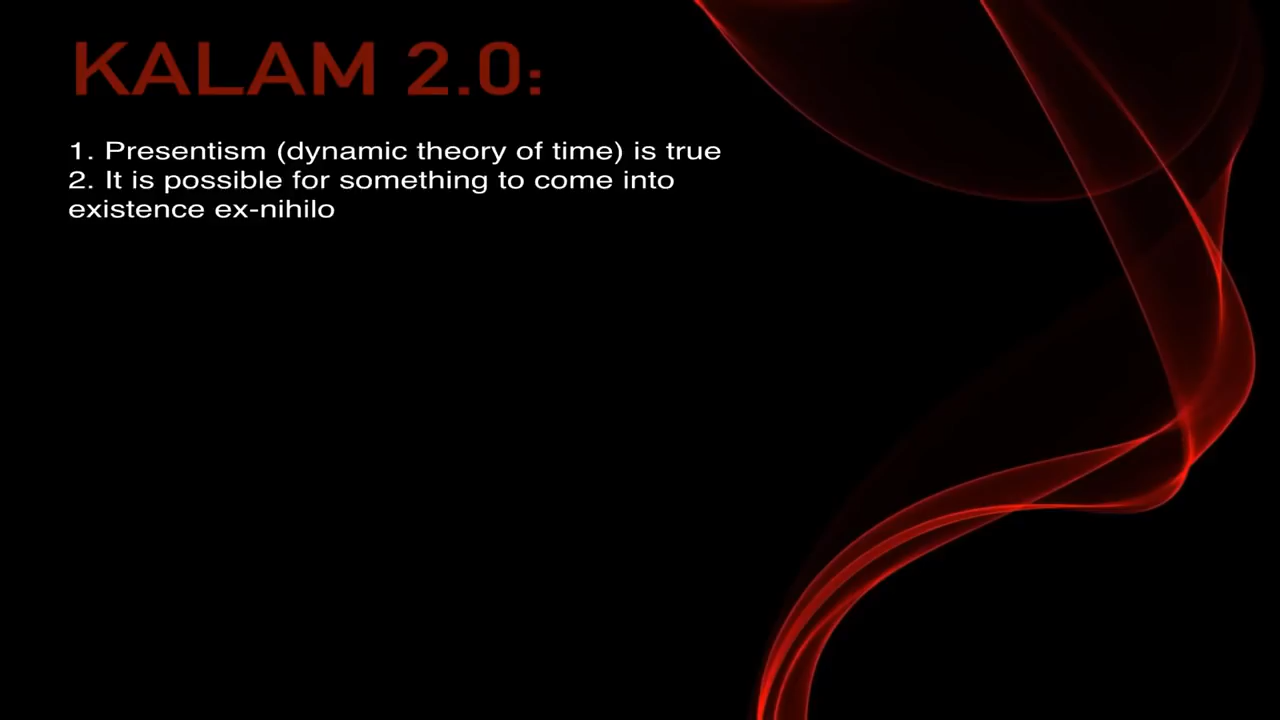 KALAM 2.0:
1. Presentism (dynamic theory of time) is true
2. It is possible for something to come into
existence ex-nihilo